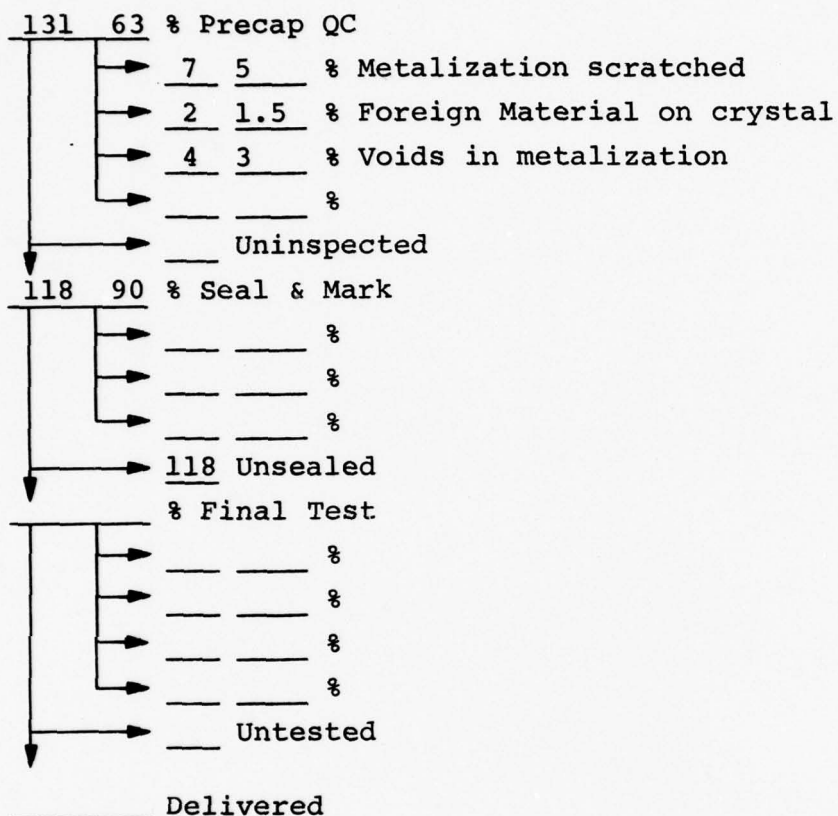 131 63 % Precap QC
7 5 % Metalization scratched
2 1.5 % Foreign Material on crystal
4 3 % Voids in metalization
%
Uninspected
118 90 % Seal & Mark
%
%
%
118 Unsealed
% Final Test
%
%
%
%
Untested
Delivered